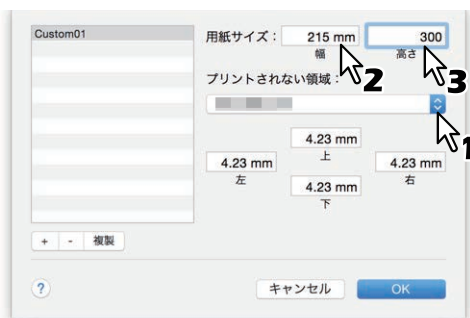 Custom01
用紙サイズ： 215 mm 300
幅 高さ
2 3
プリントされない領域：
1
4.23 mm
上
4.23 mm 4.23 mm
左 右
4.23 mm
下
+ - 複製
? キャンセル OK